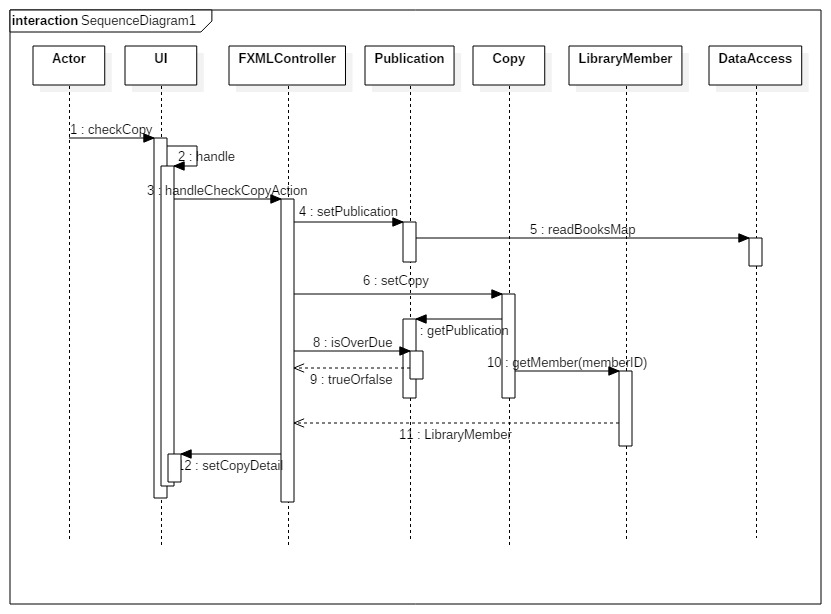 interaction SequenceDiagram1
Actor
UI
FXMLController
Publication
Copy
LibraryMember
DataAccess
1 : checkCopy
2 : handle
3 : handleCheckCopyAction
4 : setPublication
5 : readBooksMap
6 : setCopy
: getPublication
8 : isOverDue
9 : trueOrfalse
10 : getMember(memberID)
11 : LibraryMember
12 : setCopyDetail